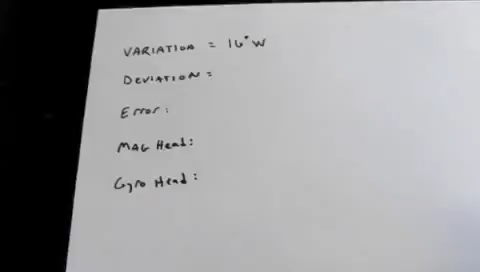 VARIATION = 16° W
DEVIATION =
Error:
MAG Head:
Gyro Head: